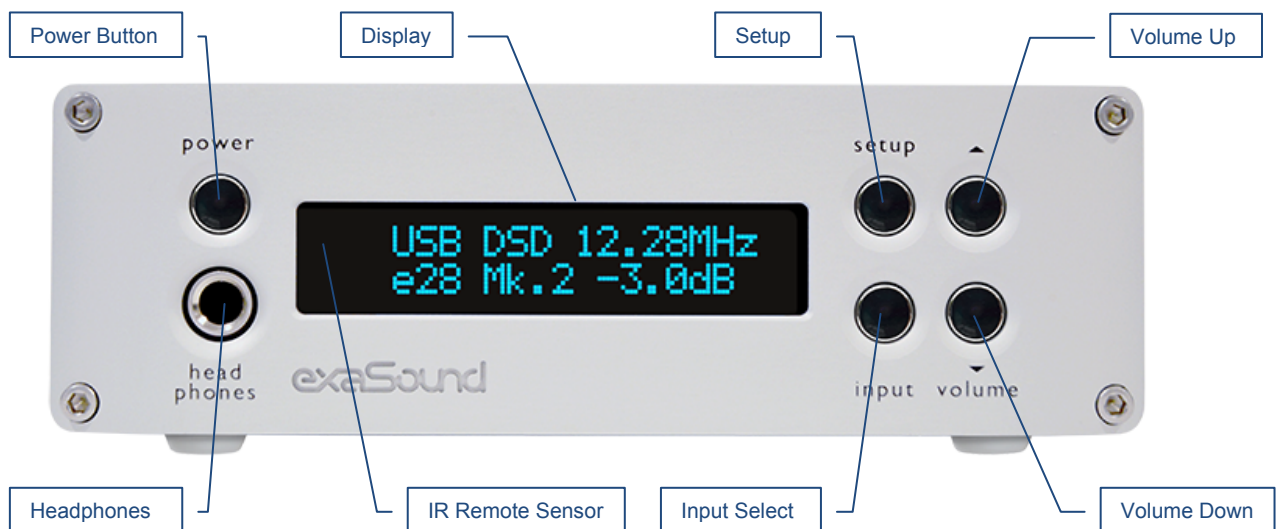 Power Button
Display
Setup
Volume Up
power
setup
USB DSD 12.28MHz
e28 Mk.2 -3.0dB
head
phones
exaSound
input
volume
Headphones
IR Remote Sensor
Input Select
Volume Down